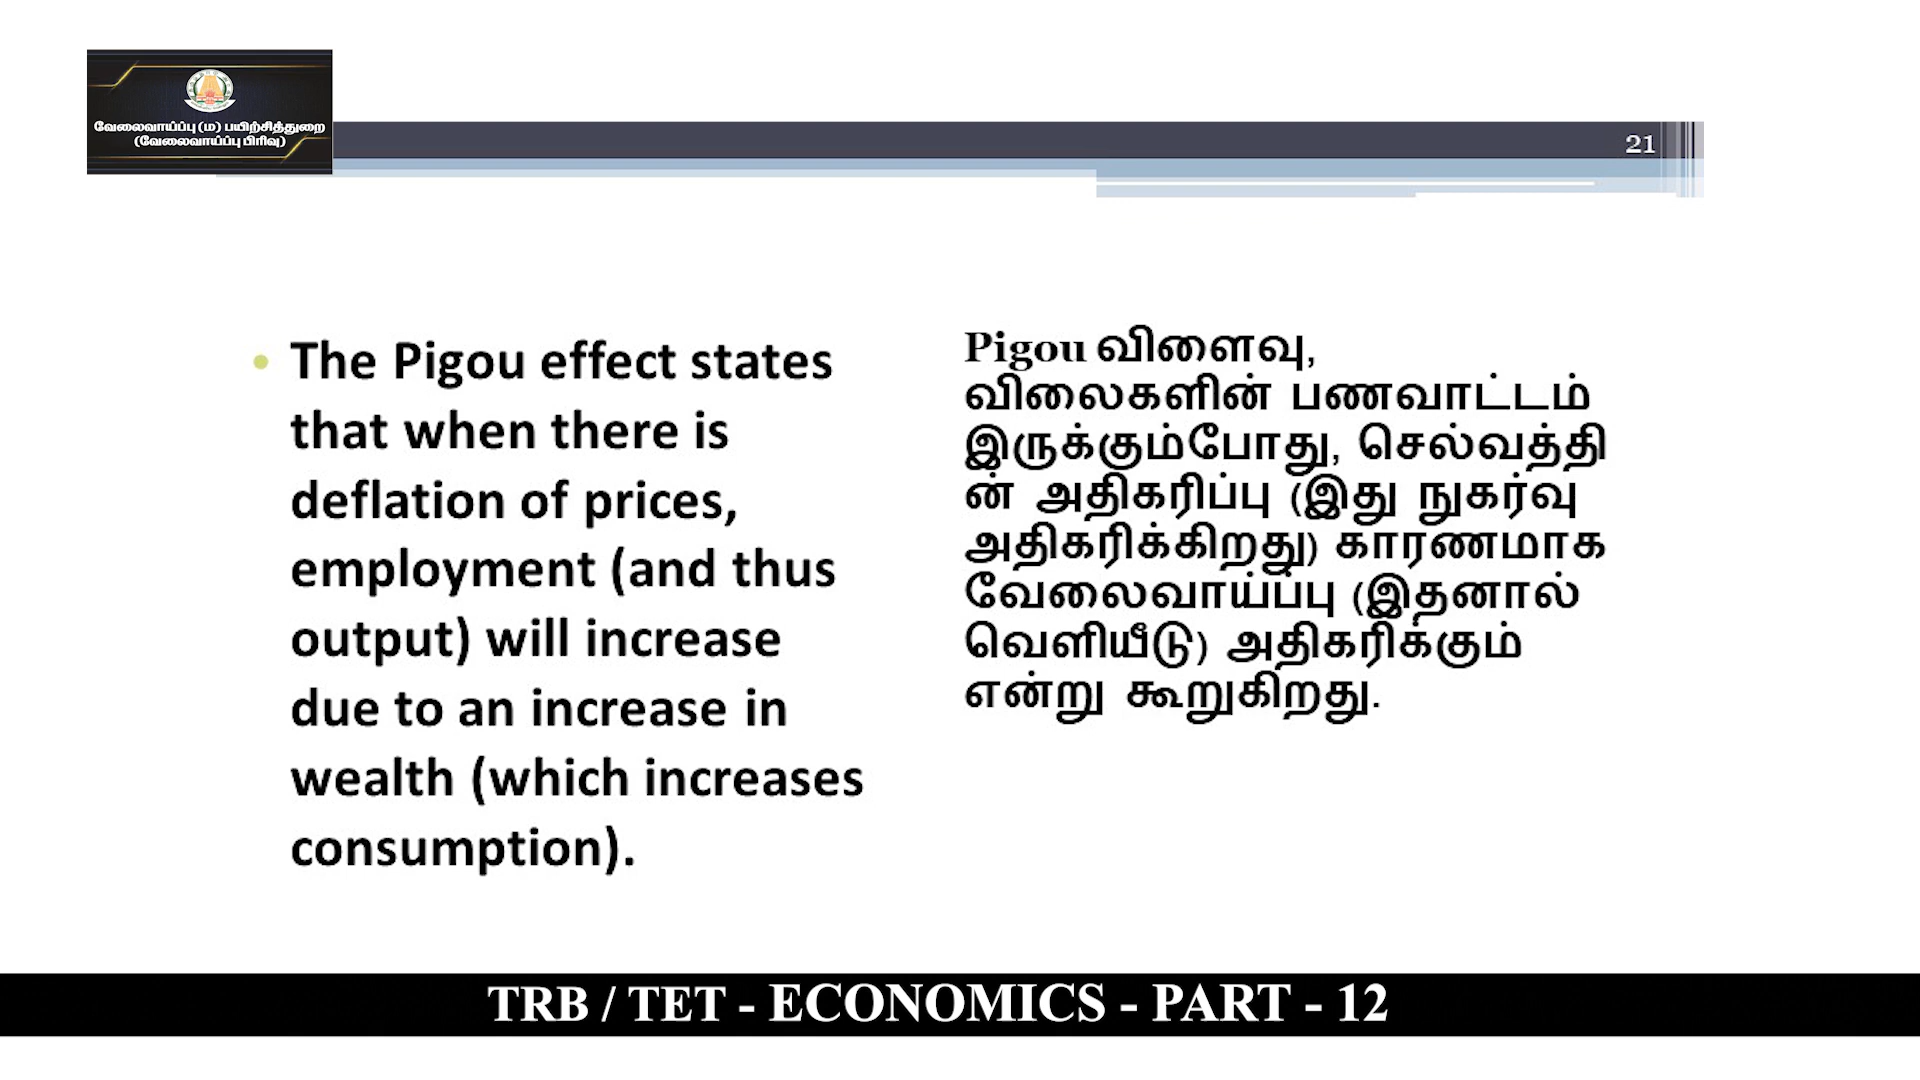 வேலைவாய்ப்பு (ம) பயிற்சித்துறை
(வேலைவாய்ப்பு பிரிவு)
21
• The Pigou effect states
that when there is
deflation of prices,
employment (and thus
output) will increase
due to an increase in
wealth (which increases
consumption).
Pigou விளைவு,
விலைகளின் பணவாட்டம்
இருக்கும்போது, செல்வத்தி
ன் அதிகரிப்பு (இது நுகர்வு
அதிகரிக்கிறது) காரணமாக
வேலைவாய்ப்பு (இதனால்
வெளியீடு) அதிகரிக்கும்
என்று கூறுகிறது.
TRB / TET - ECONOMICS - PART - 12